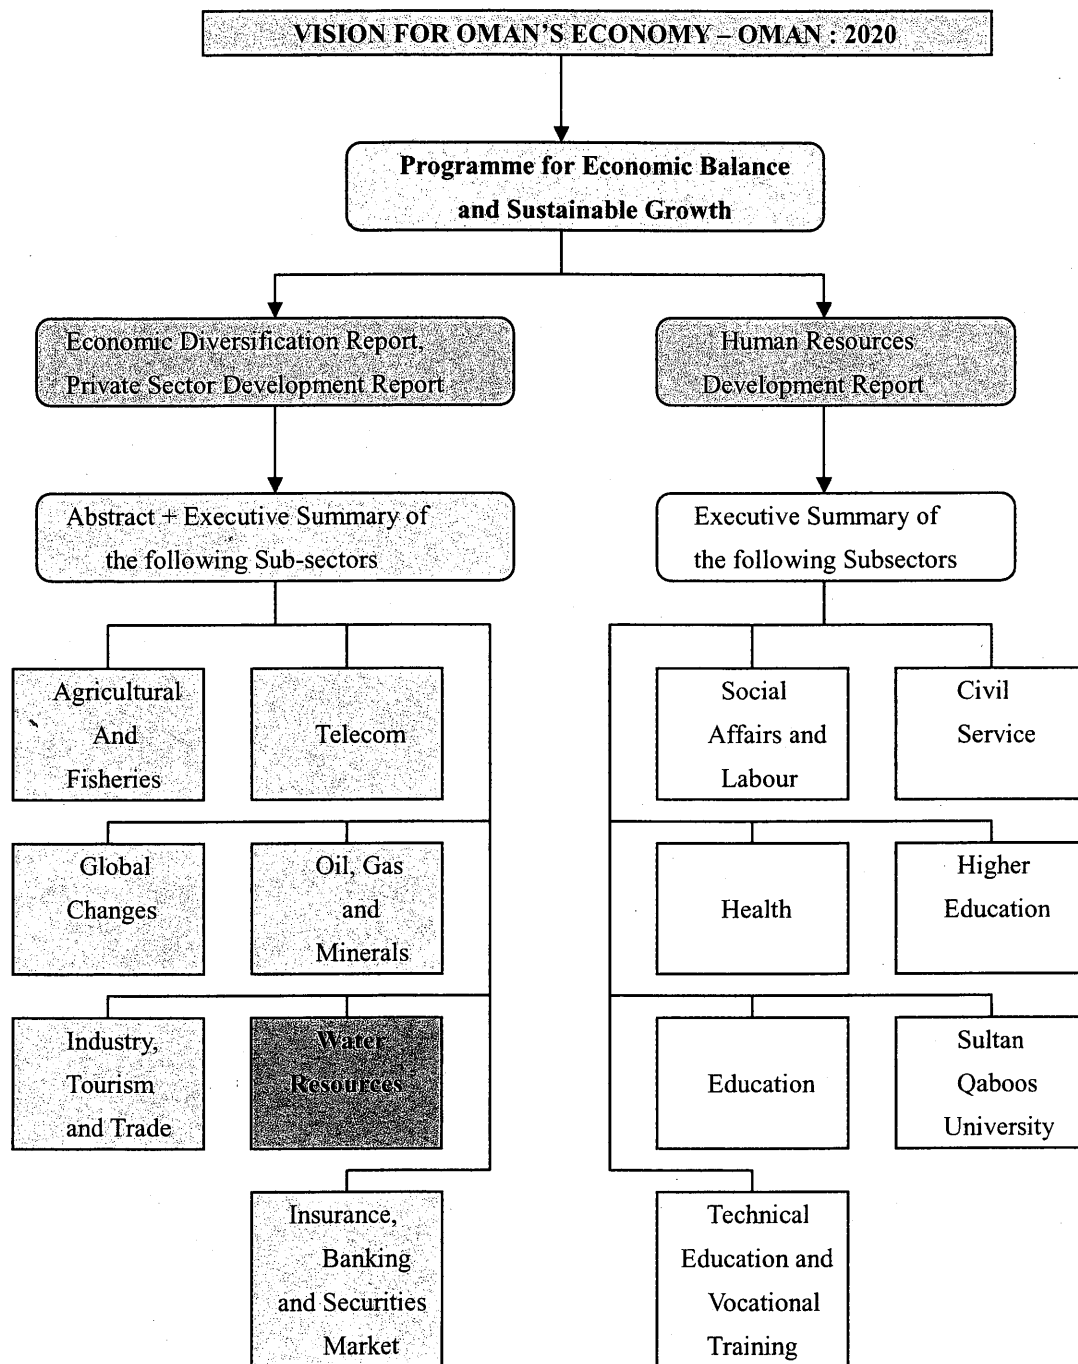 VISION FOR OMAN'S ECONOMY – OMAN : 2020
Programme for Economic Balance
and Sustainable Growth
Economic Diversification Report,
Private Sector Development Report
Human Resources
Development Report
Abstract + Executive Summary of
the following Sub-sectors
Executive Summary of
the following Subsectors
Agricultural
And
Fisheries
Telecom
Social
Affairs and
Labour
Civil
Service
Global
Changes
Oil, Gas
and
Minerals
Health
Higher
Education
Industry,
Tourism
and Trade
Water
Resources
Education
Sultan
Qaboos
University
Insurance,
Banking
and Securities
Market
Technical
Education and
Vocational
Training